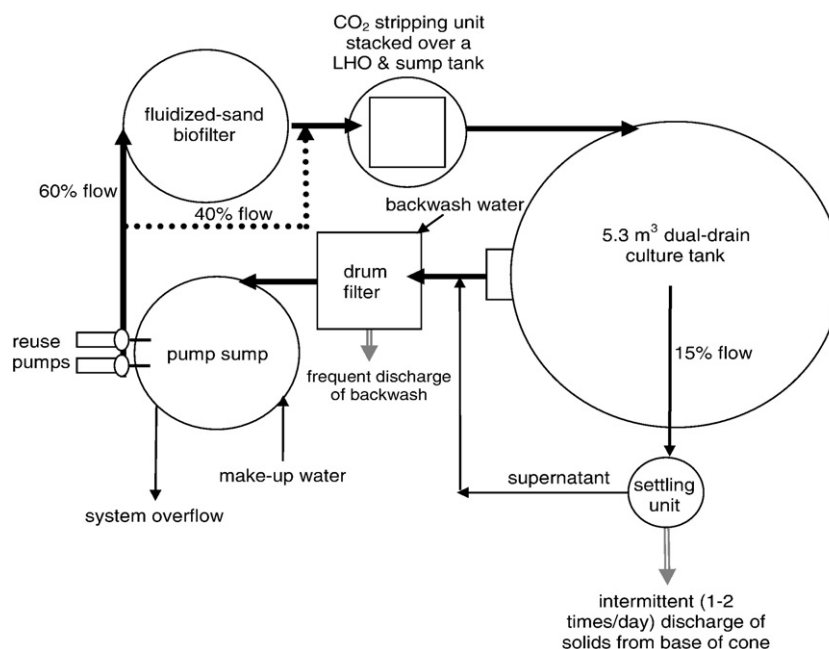 CO₂ stripping unit
stacked over a
LHO & sump tank
fluidized-sand
biofilter
60% flow
40% flow
backwash water
5.3 m³ dual-drain
culture tank
drum
filter
reuse
pumps
pump sump
15% flow
frequent discharge
of backwash
make-up water
supernatant
settling
unit
system overflow
intermittent (1-2
times/day) discharge of
solids from base of cone